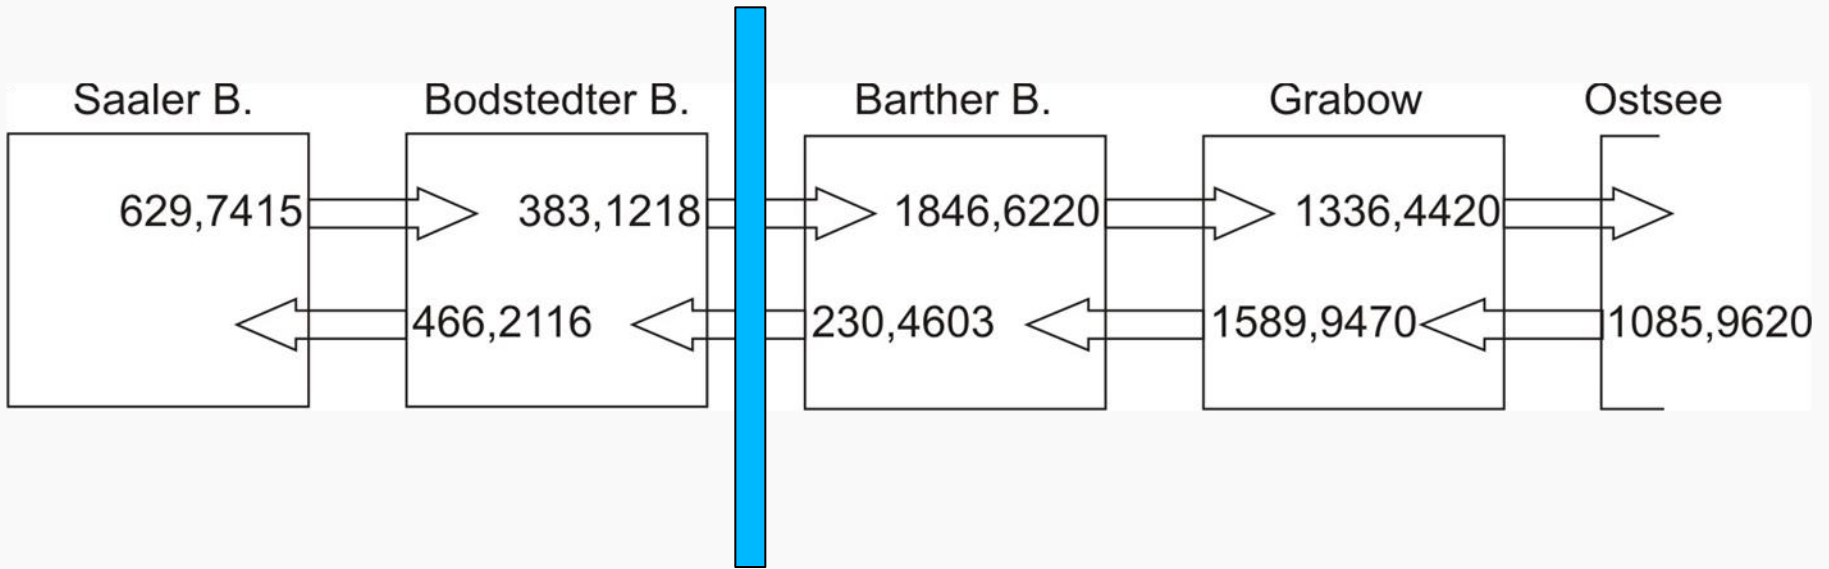 Saaler B. Bodstedter B. Barther B. Grabow Ostsee
629,7415 383,1218 1846,6220 1336,4420
466,2116 230,4603 1589,9470 1085,9620